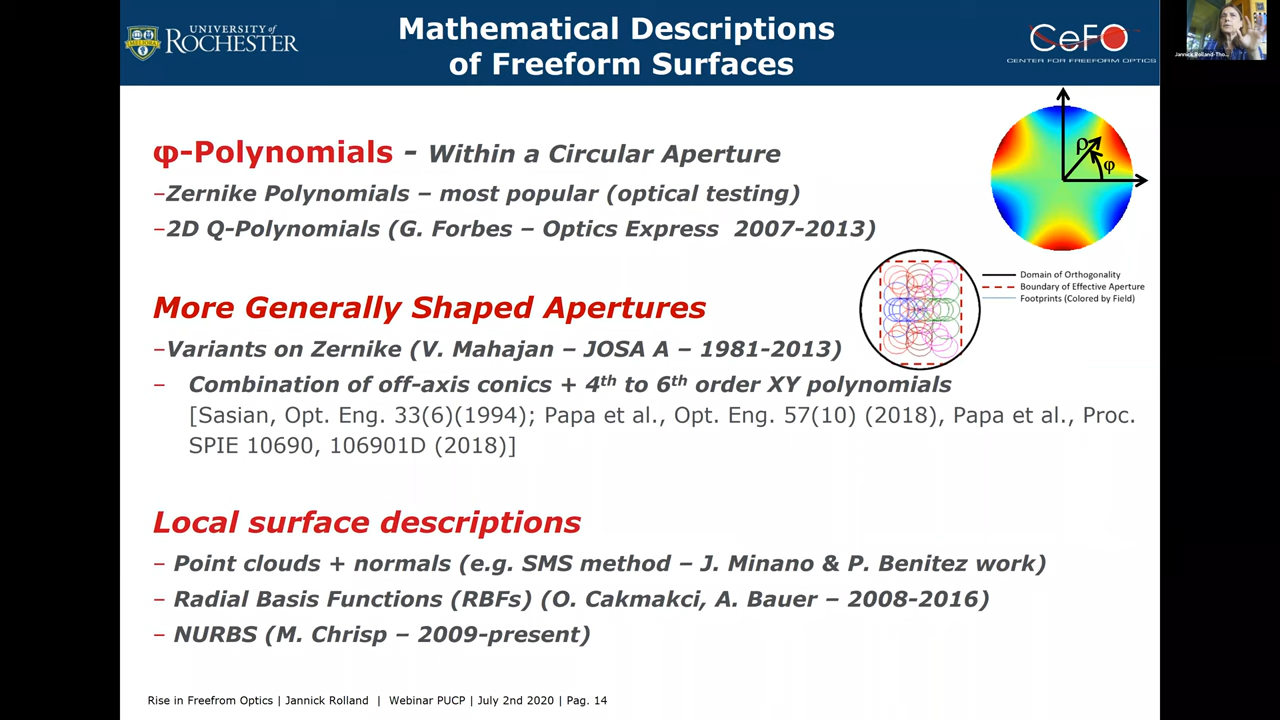 UNIVERSITY of ROCHESTER
MELIORA
Mathematical Descriptions
of Freeform Surfaces
CeFO
CENTER FOR FREEFORM OPTICS
φ-Polynomials - Within a Circular Aperture
–Zernike Polynomials – most popular (optical testing)
–2D Q-Polynomials (G. Forbes – Optics Express 2007-2013)
ρ
φ
More Generally Shaped Apertures
–Variants on Zernike (V. Mahajan – JOSA A – 1981-2013)
– Combination of off-axis conics + 4th to 6th order XY polynomials
[Sasian, Opt. Eng. 33(6)(1994); Papa et al., Opt. Eng. 57(10) (2018), Papa et al., Proc.
SPIE 10690, 106901D (2018)]
Domain of Orthogonality
Boundary of Effective Aperture
Footprints (Colored by Field)
Local surface descriptions
– Point clouds + normals (e.g. SMS method – J. Minano & P. Benitez work)
– Radial Basis Functions (RBFs) (O. Cakmakci, A. Bauer – 2008-2016)
– NURBS (M. Chrisp – 2009-present)
Rise in Freefrom Optics | Jannick Rolland | Webinar PUCP | July 2nd 2020 | Pag. 14
Jannick Rolland-Tho...